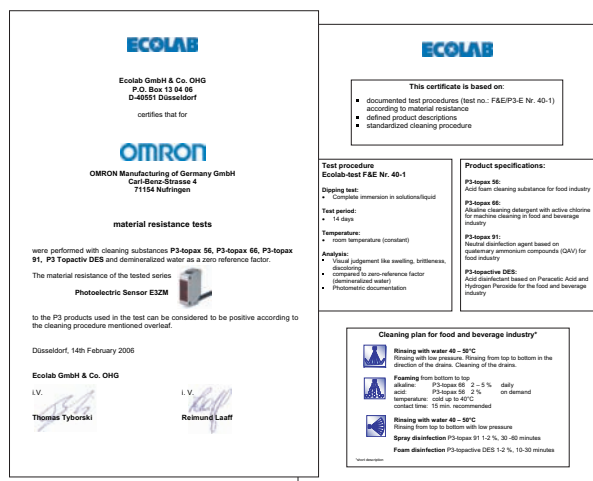 ECOLAB
Ecolab GmbH & Co. OHG
P.O. Box 13 04 06
D-40551 Düsseldorf
certifies that for
OMRON
OMRON Manufacturing of Germany GmbH
Carl-Benz-Strasse 4
71154 Nufringen
material resistance tests
were performed with cleaning substances P3-topax 56, P3-topax 66, P3-topax
91, P3 Topactiv DES and demineralized water as a zero reference factor.
The material resistance of the tested series
Photoelectric Sensor E3ZM
to the P3 products used in the test can be considered to be positive according to
the cleaning procedure mentioned overleaf.
Düsseldorf, 14th February 2006
Ecolab GmbH & Co. OHG
i.V. i. V.
Thomas Tyborski Reimund Laaff
ECOLAB
This certificate is based on:
▪ documented test procedures (test no.: F&E/P3-E Nr. 40-1)
according to material resistance
▪ defined product descriptions
▪ standardized cleaning procedure
Test procedure
Ecolab-test F&E Nr. 40-1
Dipping test:
• Complete immersion in solutions/liquid
Test period:
• 14 days
Temperature:
• room temperature (constant)
Analysis:
• Visual judgement like swelling, brittleness,
discoloring
• compared to zero-reference factor
(demineralized water)
• Photometric documentation
Product specifications:
P3-topax 56:
Acid foam cleaning substance for food industry
P3-topax 66:
Alkaline cleaning detergent with active chlorine
for machine cleaning in food and beverage
industry
P3-topax 91:
Neutral disinfection agent based on
quaternary ammonium compounds (QAV) for
food industry
P3-topactive DES:
Acid disinfectant based on Peracetic Acid and
Hydrogen Peroxide for the food and beverage
industry
Cleaning plan for food and beverage industry*
Rinsing with water 40 – 50°C
Rinsing with low pressure. Rinsing from top to bottom in the
direction of the drains. Cleaning of the drains.
Foaming from bottom to top
alkaline: P3-topax 66 2 – 5 % daily
acid: P3-topax 56 2 % on demand
temperature: cold up to 40°C
contact time: 15 min. recommended
Rinsing with water 40 – 50°C
Rinsing from top to bottom with low pressure
Spray disinfection P3-topax 91 1-2 %, 30 -60 minutes
Foam disinfection P3-topactive DES 1-2 %, 10-30 minutes
*short description